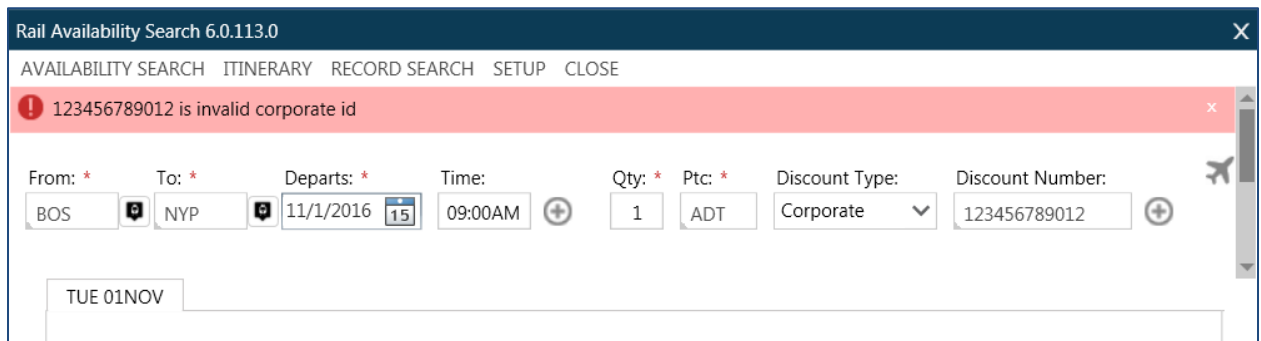 Rail Availability Search 6.0.113.0 X
AVAILABILITY SEARCH ITINERARY RECORD SEARCH SETUP CLOSE
! 123456789012 is invalid corporate id x
From: * To: * Departs: * Time: Qty: * Ptc: * Discount Type: Discount Number:
BOS NYP 11/1/2016 15 09:00AM 1 ADT Corporate 123456789012
TUE 01NOV